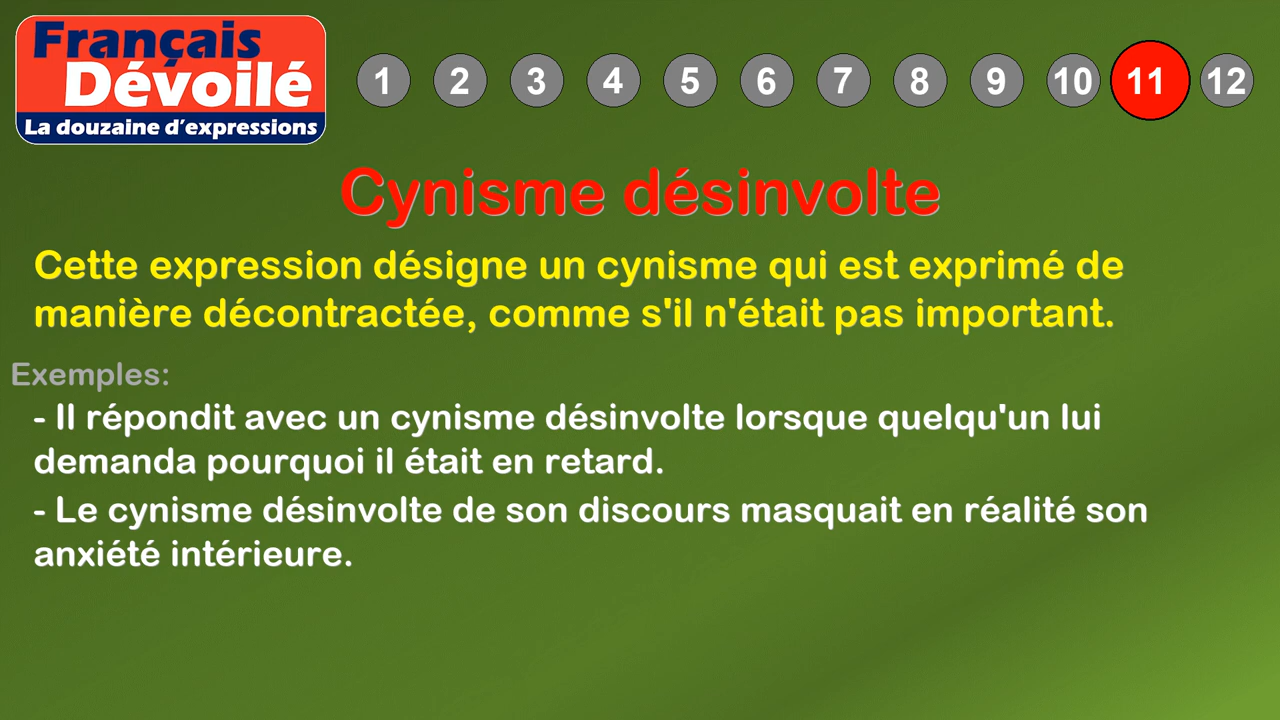 Français
Dévoilé
La douzaine d'expressions
1 2 3 4 5 6 7 8 9 10 11 12
Cynisme désinvolte
Cette expression désigne un cynisme qui est exprimé de
manière décontractée, comme s'il n'était pas important.
Exemples:
- Il répondit avec un cynisme désinvolte lorsque quelqu'un lui
demanda pourquoi il était en retard.
- Le cynisme désinvolte de son discours masquait en réalité son
anxiété intérieure.